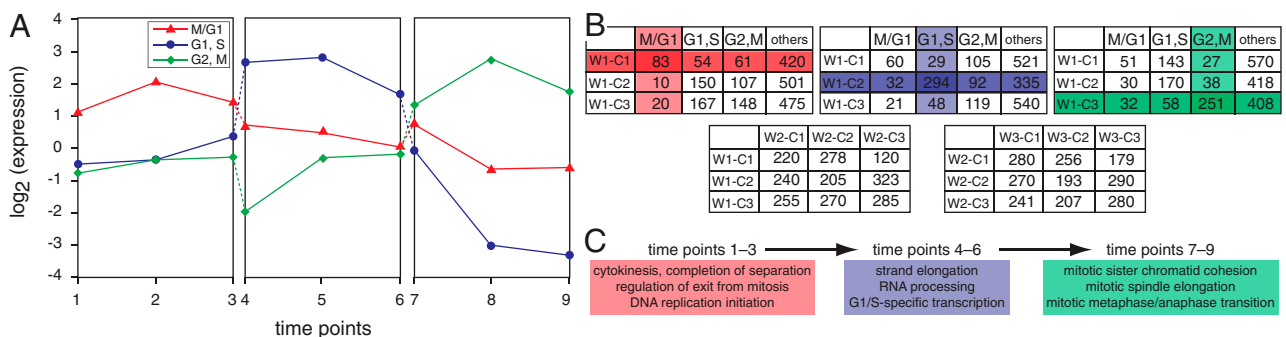 A
M/G1
G1, S
G2, M
4
3
2
1
0
-1
-2
-3
-4
log2 (expression)
1 2 3 4 5 6 7 8 9
time points
B
M/G1 G1,S G2,M others
W1-C1 83 54 61 420
W1-C2 10 150 107 501
W1-C3 20 167 148 475
M/G1 G1,S G2,M others
W1-C1 60 29 105 521
W1-C2 32 294 92 335
W1-C3 21 48 119 540
M/G1 G1,S G2,M others
W1-C1 51 143 27 570
W1-C2 30 170 38 418
W1-C3 32 58 251 408
W2-C1 W2-C2 W2-C3
W1-C1 220 278 120
W1-C2 240 205 323
W1-C3 255 270 285
W3-C1 W3-C2 W3-C3
W2-C1 280 256 179
W2-C2 270 193 290
W2-C3 241 207 280
C
time points 1–3
cytokinesis, completion of separation
regulation of exit from mitosis
DNA replication initiation
time points 4–6
strand elongation
RNA processing
G1/S-specific transcription
time points 7–9
mitotic sister chromatid cohesion
mitotic spindle elongation
mitotic metaphase/anaphase transition